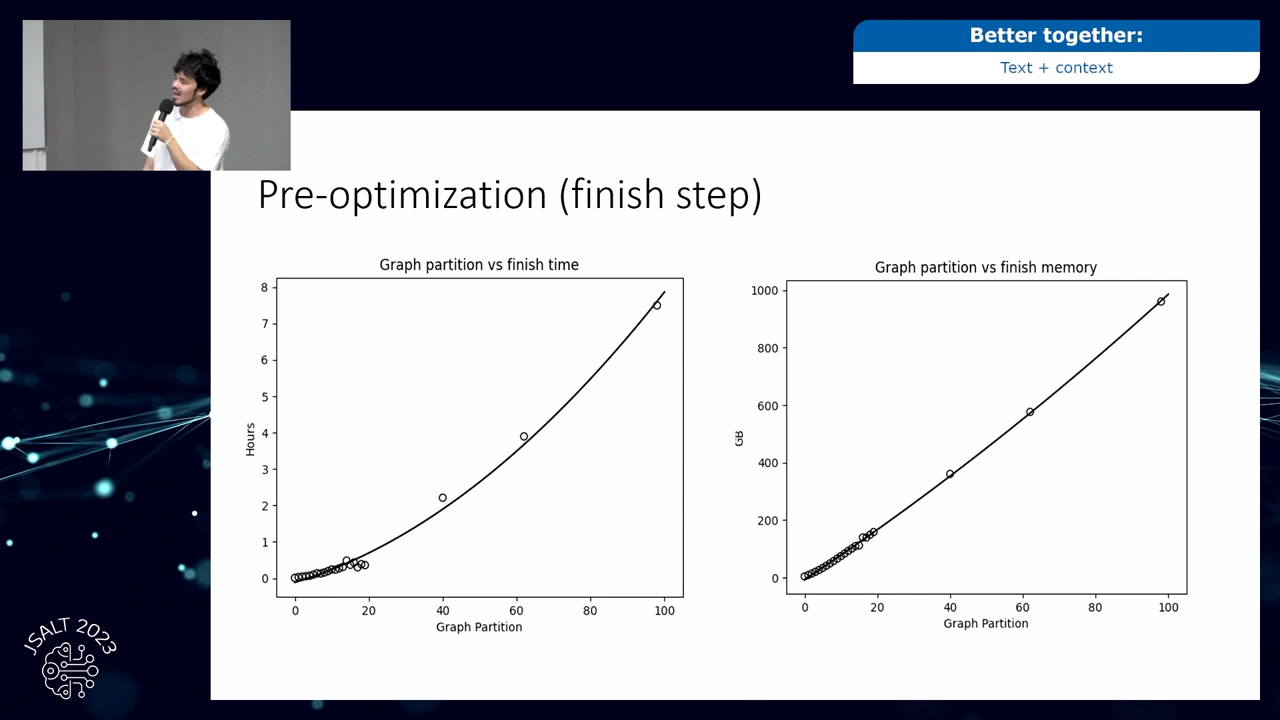 Better together:
Text + context
Pre-optimization (finish step)
Graph partition vs finish time
8
7
6
5
4
3
2
1
0
Hours
0 20 40 60 80 100
Graph Partition
Graph partition vs finish memory
1000
800
600
400
200
0
GB
0 20 40 60 80 100
Graph Partition
JSALT 2023